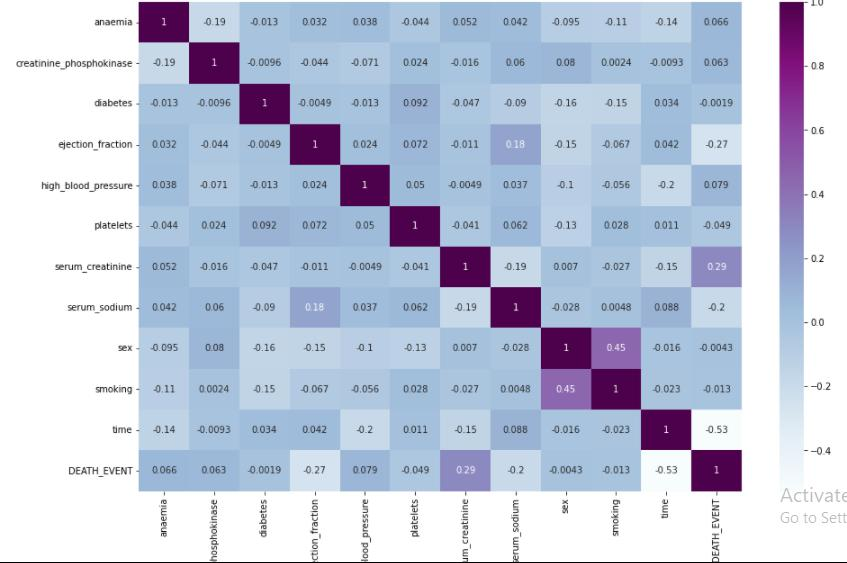 anaemia 1 -0.19 -0.013 0.032 0.038 -0.044 0.052 0.042 -0.095 -0.11 -0.14 0.066
creatinine_phosphokinase -0.19 1 -0.0096 -0.044 -0.071 0.024 -0.016 0.06 0.08 0.0024 -0.0093 0.063
diabetes -0.013 -0.0096 1 -0.0049 -0.013 0.092 -0.047 -0.09 -0.16 -0.15 0.034 -0.0019
ejection_fraction 0.032 -0.044 -0.0049 1 0.024 0.072 -0.011 0.18 -0.15 -0.067 0.042 -0.27
high_blood_pressure 0.038 -0.071 -0.013 0.024 1 0.05 -0.0049 0.037 -0.1 -0.056 -0.2 0.079
platelets -0.044 0.024 0.092 0.072 0.05 1 -0.041 0.062 -0.13 0.028 0.011 -0.049
serum_creatinine 0.052 -0.016 -0.047 -0.011 -0.0049 -0.041 1 -0.19 0.007 -0.027 -0.15 0.29
serum_sodium 0.042 0.06 -0.09 0.18 0.037 0.062 -0.19 1 -0.028 0.0048 0.088 -0.2
sex -0.095 0.08 -0.16 -0.15 -0.1 -0.13 0.007 -0.028 1 0.45 -0.016 -0.0043
smoking -0.11 0.0024 -0.15 -0.067 -0.056 0.028 -0.027 0.0048 0.45 1 -0.023 -0.013
time -0.14 -0.0093 0.034 0.042 -0.2 0.011 -0.15 0.088 -0.016 -0.023 1 -0.53
DEATH_EVENT 0.066 0.063 -0.0019 -0.27 0.079 -0.049 0.29 -0.2 -0.0043 -0.013 -0.53 1
anaemia
hosphokinase
diabetes
ction_fraction
lood_pressure
platelets
um_creatinine
erum_sodium
sex
smoking
time
DEATH_EVENT
1.0
0.8
0.6
0.4
0.2
0.0
−0.2
−0.4
Activate
Go to Sett